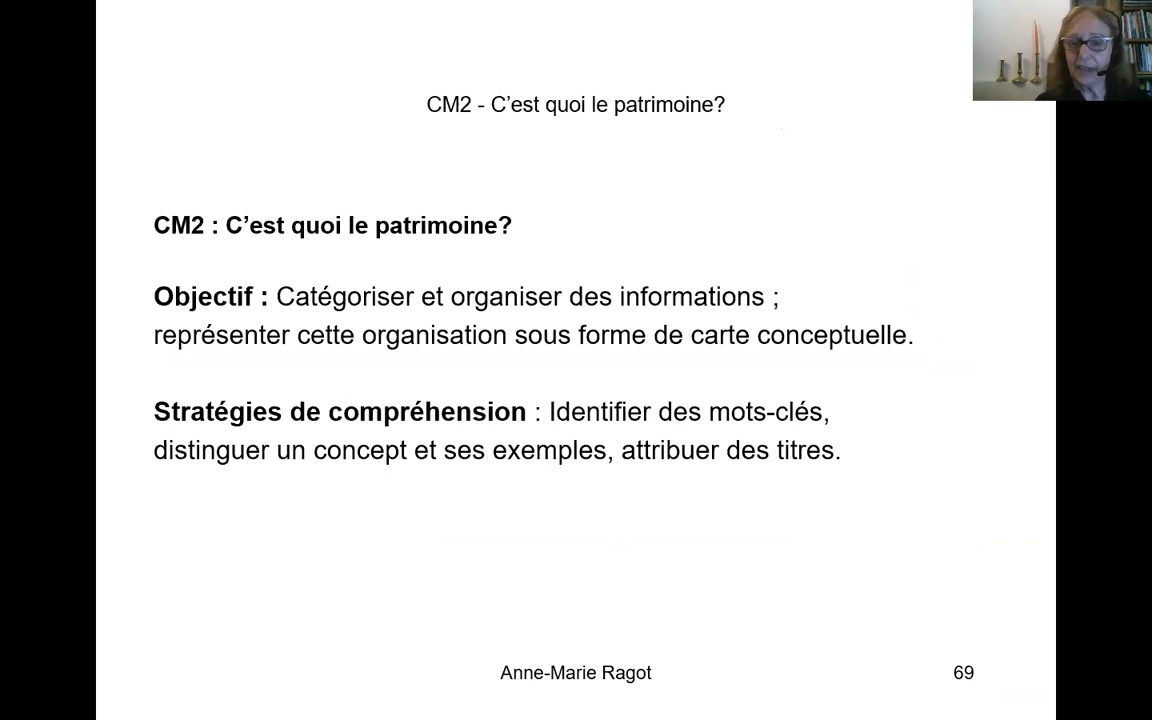 CM2 - C’est quoi le patrimoine?
CM2 : C’est quoi le patrimoine?
Objectif : Catégoriser et organiser des informations ;
représenter cette organisation sous forme de carte conceptuelle.
Stratégies de compréhension : Identifier des mots-clés,
distinguer un concept et ses exemples, attribuer des titres.
Anne-Marie Ragot
69